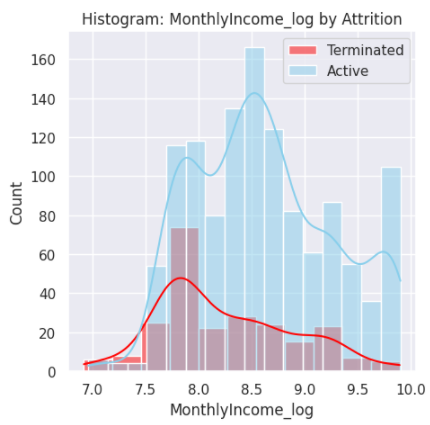 Histogram: MonthlyIncome_log by Attrition
Terminated
Active
160
140
120
100
80
60
40
20
0
Count
7.0 7.5 8.0 8.5 9.0 9.5 10.0
MonthlyIncome_log